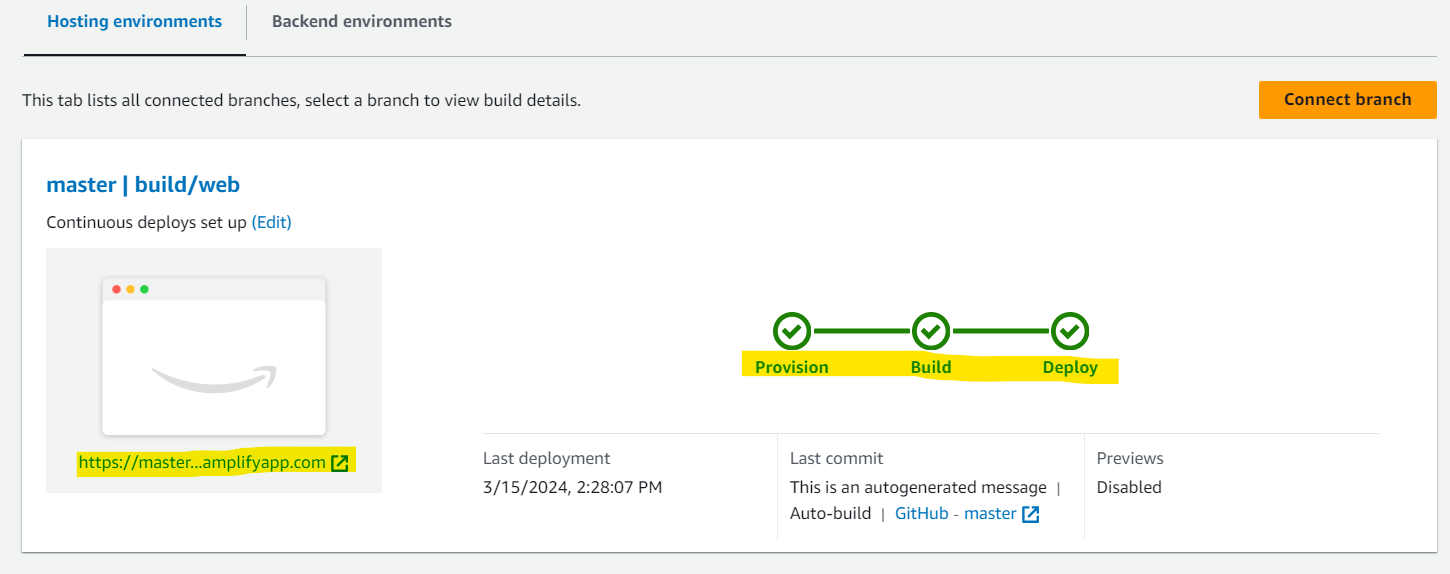 Hosting environments
Backend environments
This tab lists all connected branches, select a branch to view build details.
Connect branch
master | build/web
Continuous deploys set up (Edit)
https://master...amplifyapp.com
Provision
Build
Deploy
Last deployment
3/15/2024, 2:28:07 PM
Last commit
This is an autogenerated message |
Auto-build | GitHub - master
Previews
Disabled